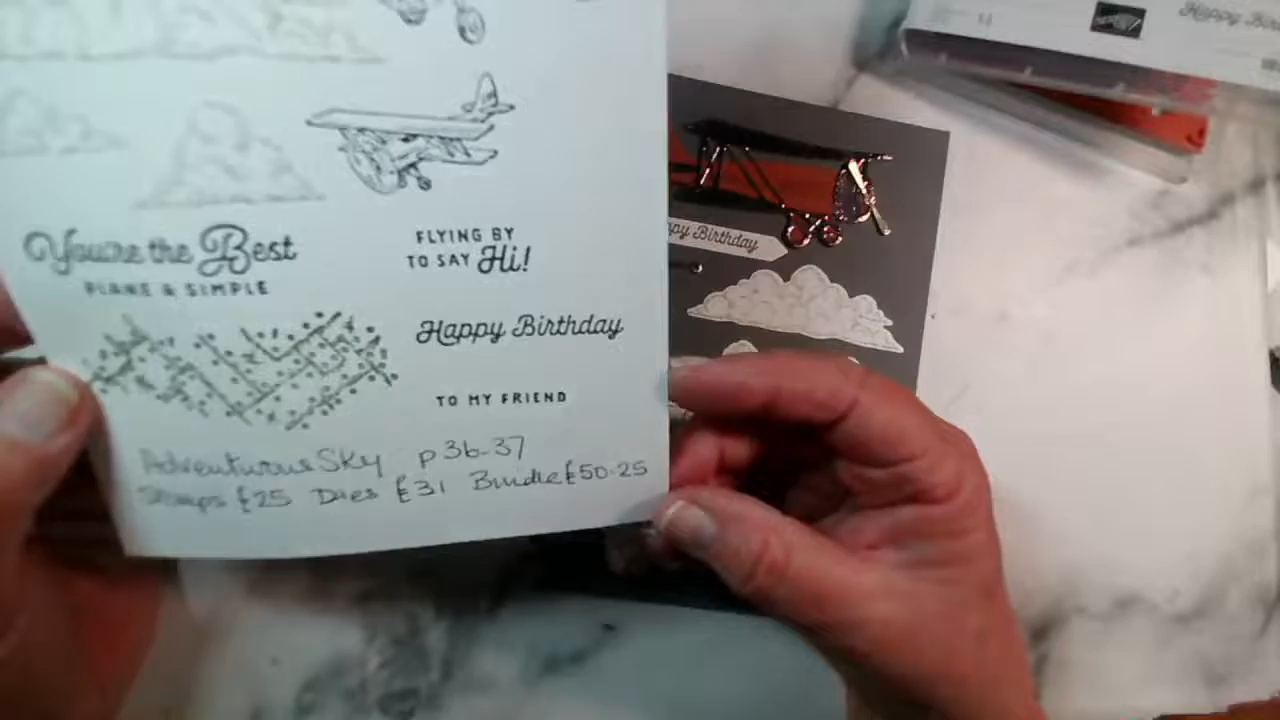 You're the Best
PLANE & SIMPLE
FLYING BY
TO SAY Hi!
Happy Birthday
TO MY FRIEND
Adventurous Sky p36-37
Stamps £25 Dies £31 Bundle £50.25
Birthday
Happy